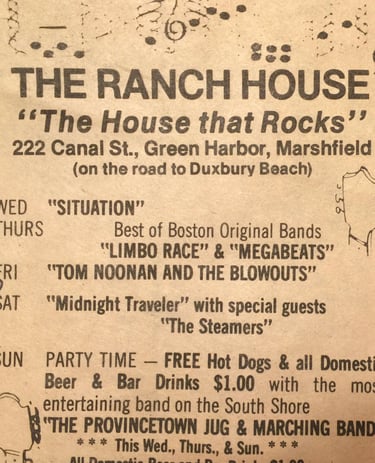 THE RANCH HOUSE
"The House that Rocks"
222 Canal St., Green Harbor, Marshfield
(on the road to Duxbury Beach)
WED "SITUATION"
THURS Best of Boston Original Bands
"LIMBO RACE" & "MEGABEATS"
FRI "TOM NOONAN AND THE BLOWOUTS"
SAT "Midnight Traveler" with special guests
"The Steamers"
SUN PARTY TIME — FREE Hot Dogs & all Domesti
Beer & Bar Drinks $1.00 with the mos
entertaining band on the South Shore
"THE PROVINCETOWN JUG & MARCHING BAND
*** This Wed., Thurs., & Sun. ***